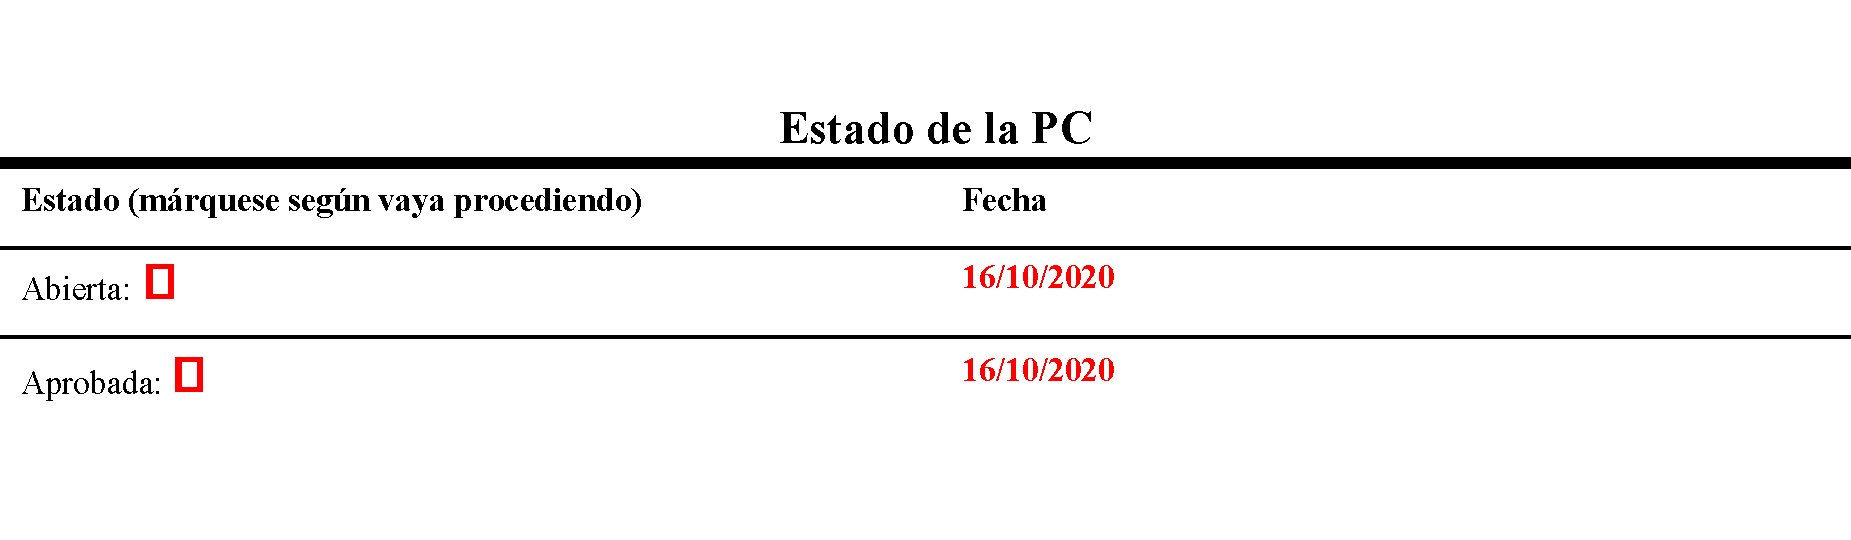 Estado de la PC
Estado (márquese según vaya procediendo) Fecha
Abierta: 16/10/2020
Aprobada: 16/10/2020